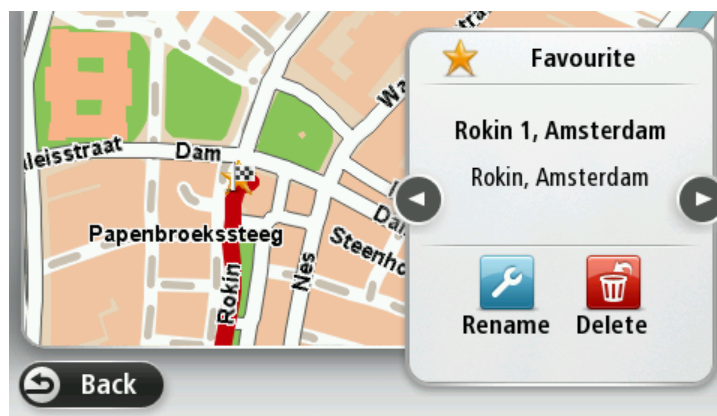 Favourite
Rokin 1, Amsterdam
Rokin, Amsterdam
Rename
Delete
Dam
Papenbroekssteeg
Rokin
Nes
Back